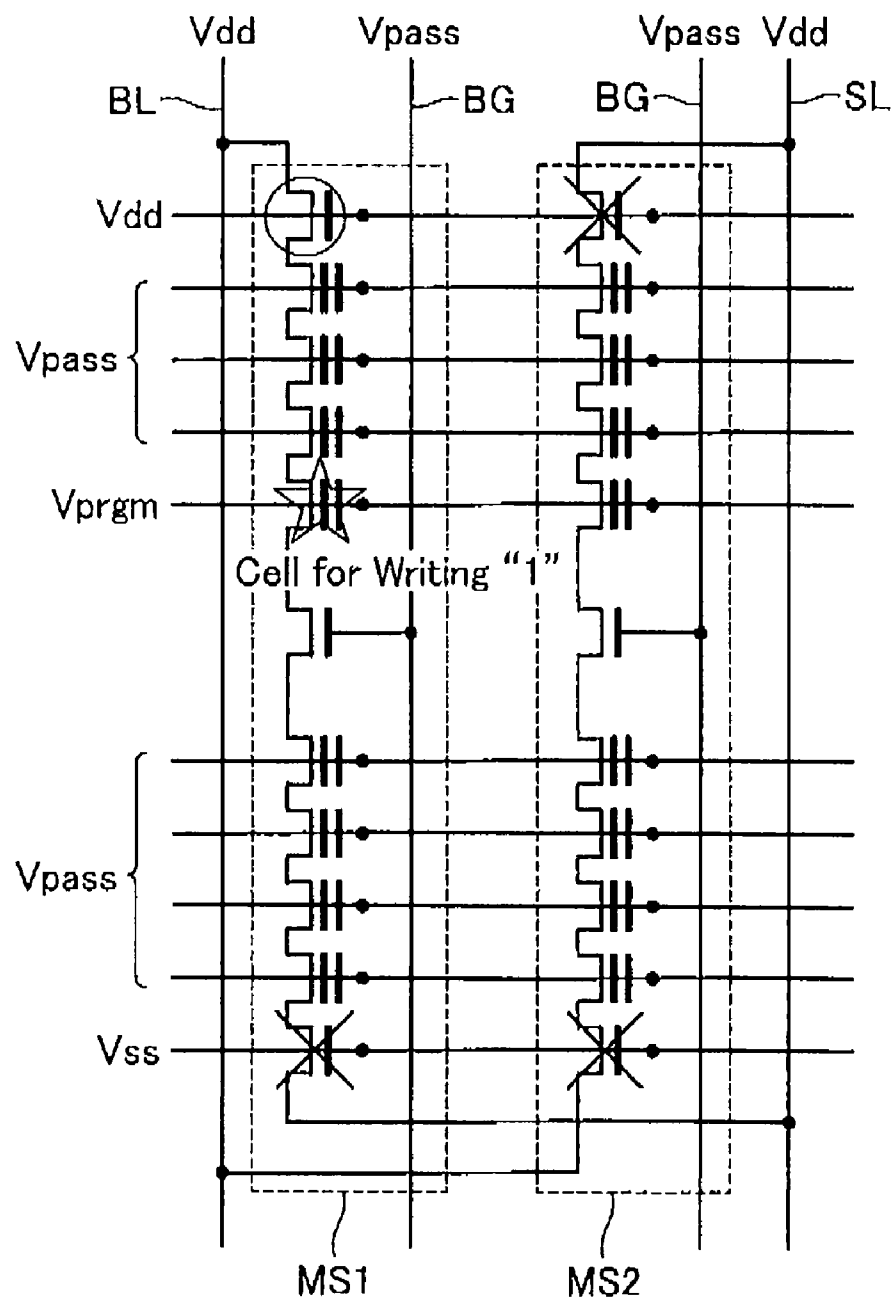 Vdd Vpass Vpass Vdd
BL BG BG SL
Vdd
Vpass
Vprgm
Cell for Writing “1”
Vpass
Vss
MS1 MS2